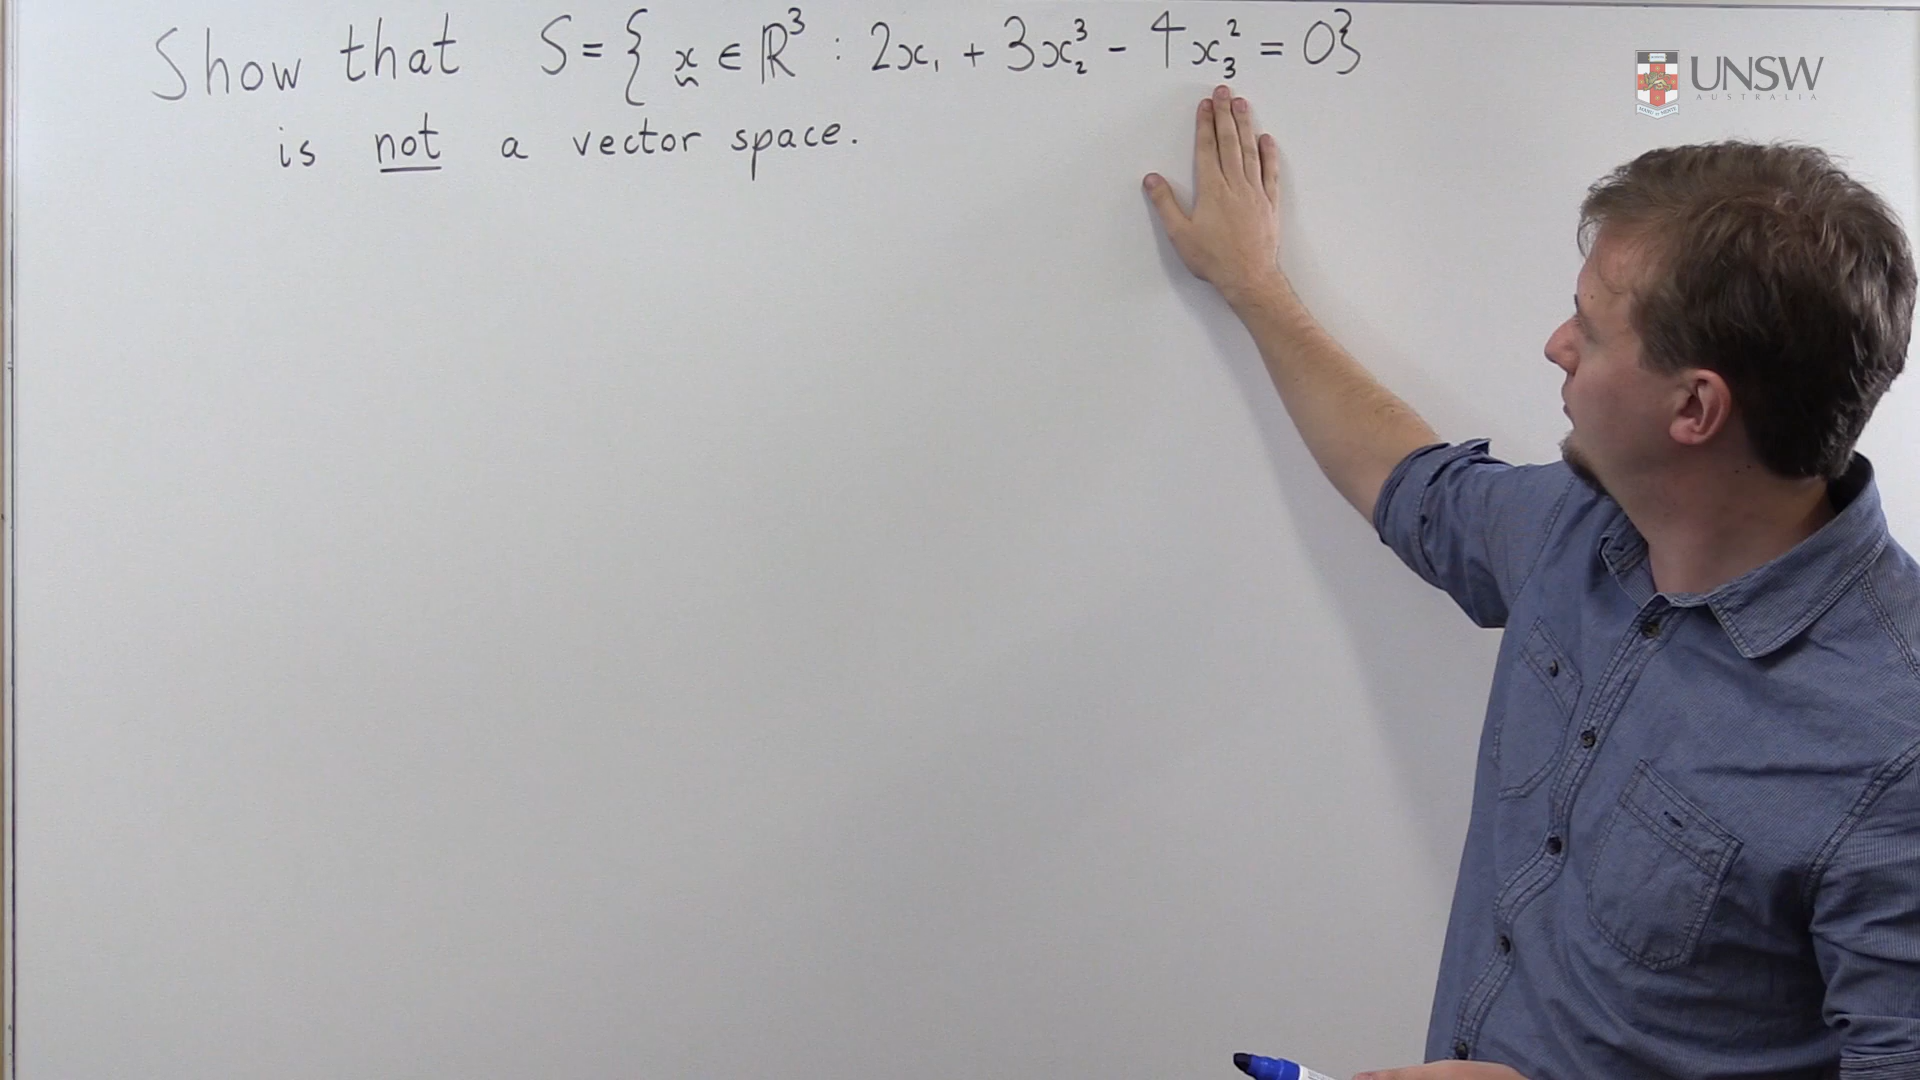 Show that S = { x̰ ∈ ℝ³ : 2x₁ + 3x₂³ - 4x₃² = 0}
is not a vector space.
UNSW
AUSTRALIA